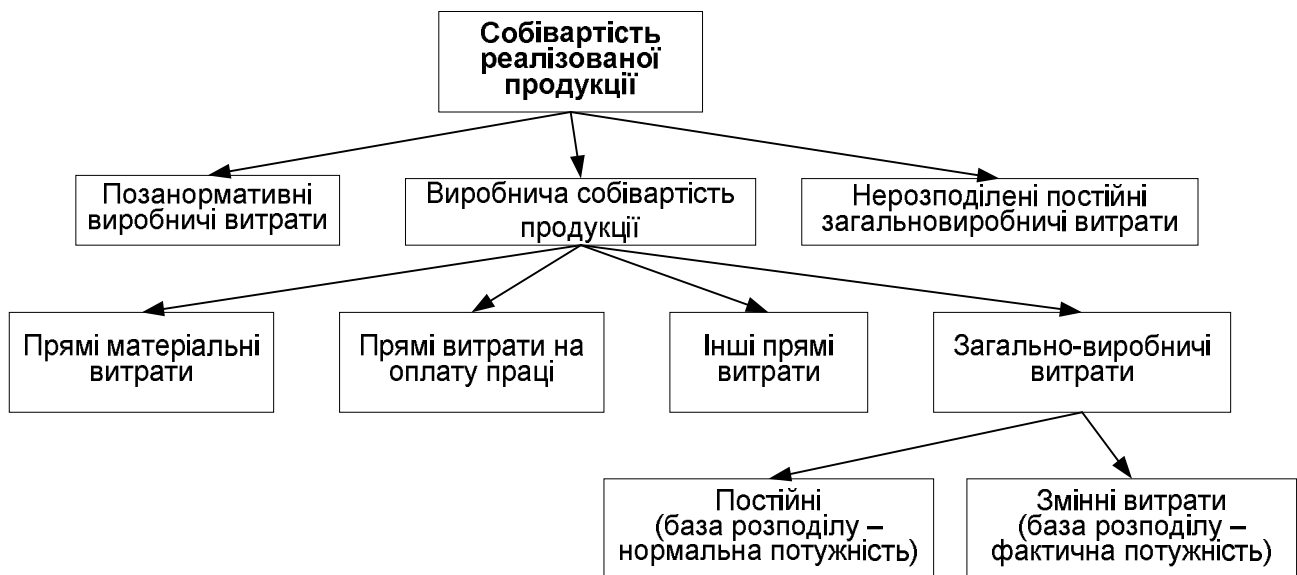 Собівартість
реалізованої
продукції
Позанормативні
виробничі витрати
Виробнича собівартість
продукції
Нерозподілені постійні
загальновиробничі витрати
Прямі матеріальні
витрати
Прямі витрати на
оплату праці
Інші прямі
витрати
Загально-виробничі
витрати
Постійні
(база розподілу –
нормальна потужність)
Змінні витрати
(база розподілу –
фактична потужність)